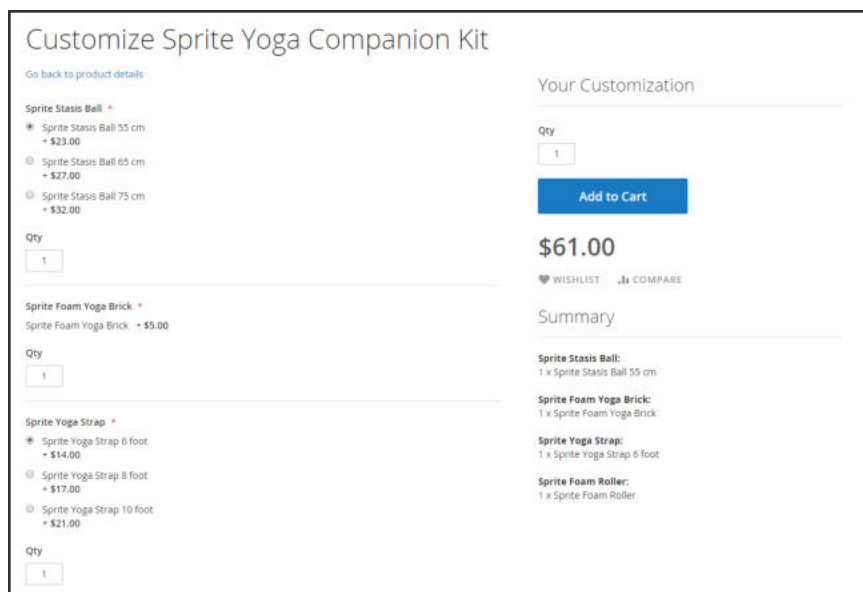 Customize Sprite Yoga Companion Kit
Go back to product details
Sprite Stasis Ball *
Sprite Stasis Ball 55 cm
+ $23.00
Sprite Stasis Ball 65 cm
+ $27.00
Sprite Stasis Ball 75 cm
+ $32.00
Qty
1
Sprite Foam Yoga Brick *
Sprite Foam Yoga Brick + $5.00
Qty
1
Sprite Yoga Strap *
Sprite Yoga Strap 6 foot
+ $14.00
Sprite Yoga Strap 8 foot
+ $17.00
Sprite Yoga Strap 10 foot
+ $21.00
Qty
1
Your Customization
Qty
1
Add to Cart
$61.00
WISHLIST COMPARE
Summary
Sprite Stasis Ball:
1 x Sprite Stasis Ball 55 cm
Sprite Foam Yoga Brick:
1 x Sprite Foam Yoga Brick
Sprite Yoga Strap:
1 x Sprite Yoga Strap 6 foot
Sprite Foam Roller:
1 x Sprite Foam Roller